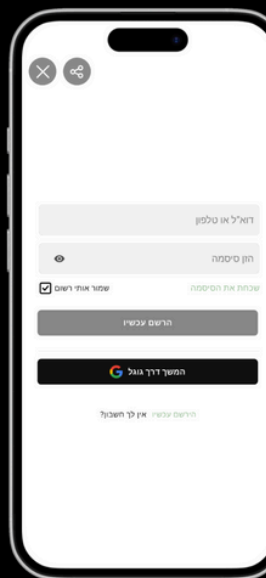 דוא"ל או טלפון
הזן סיסמה
שכחת את הסיסמה
שמור אותי רשום
הרשם עכשיו
המשך דרך גוגל
אין לך חשבון? הירשם עכשיו